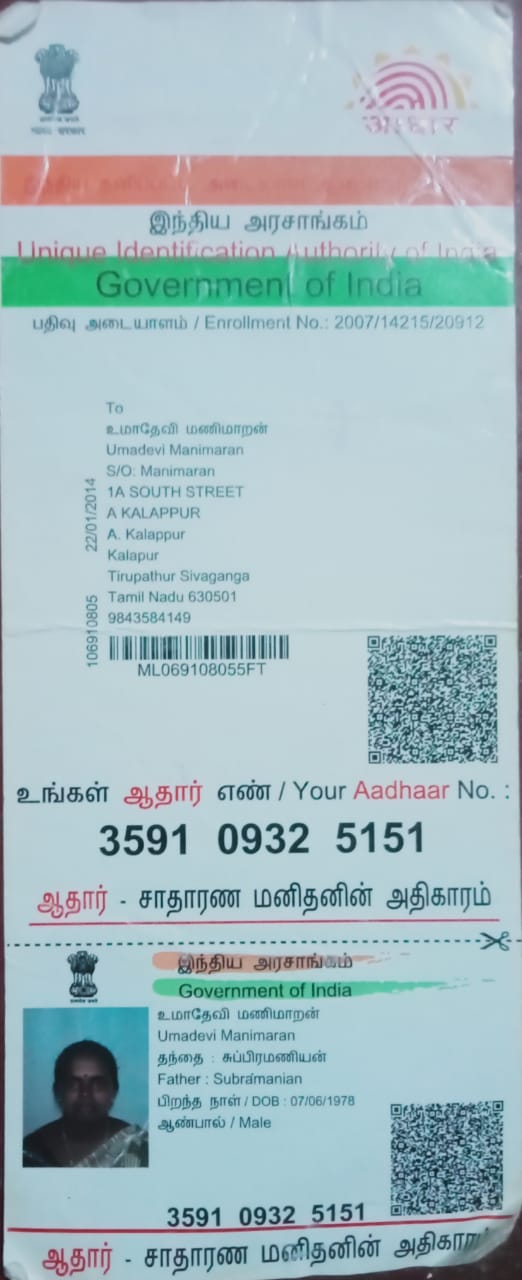 आधार
இந்திய அரசாங்கம்
Unique Identification Authority of India
Government of India
பதிவு அடையாளம் / Enrollment No.: 2007/14215/20912
To
உமாதேவி மணிமாறன்
Umadevi Manimaran
S/O: Manimaran
1A SOUTH STREET
A KALAPPUR
A. Kalappur
Kalapur
Tirupathur Sivaganga
Tamil Nadu 630501
9843584149
22/01/2014
106910805
ML069108055FT
உங்கள் ஆதார் எண் / Your Aadhaar No. :
3591 0932 5151
ஆதார் - சாதாரண மனிதனின் அதிகாரம்
இந்திய அரசாங்கம்
Government of India
உமாதேவி மணிமாறன்
Umadevi Manimaran
தந்தை : சுப்பிரமணியன்
Father : Subramanian
பிறந்த நாள் / DOB : 07/06/1978
ஆண்பால் / Male
3591 0932 5151
ஆதார் - சாதாரண மனிதனின் அதிகாரம்